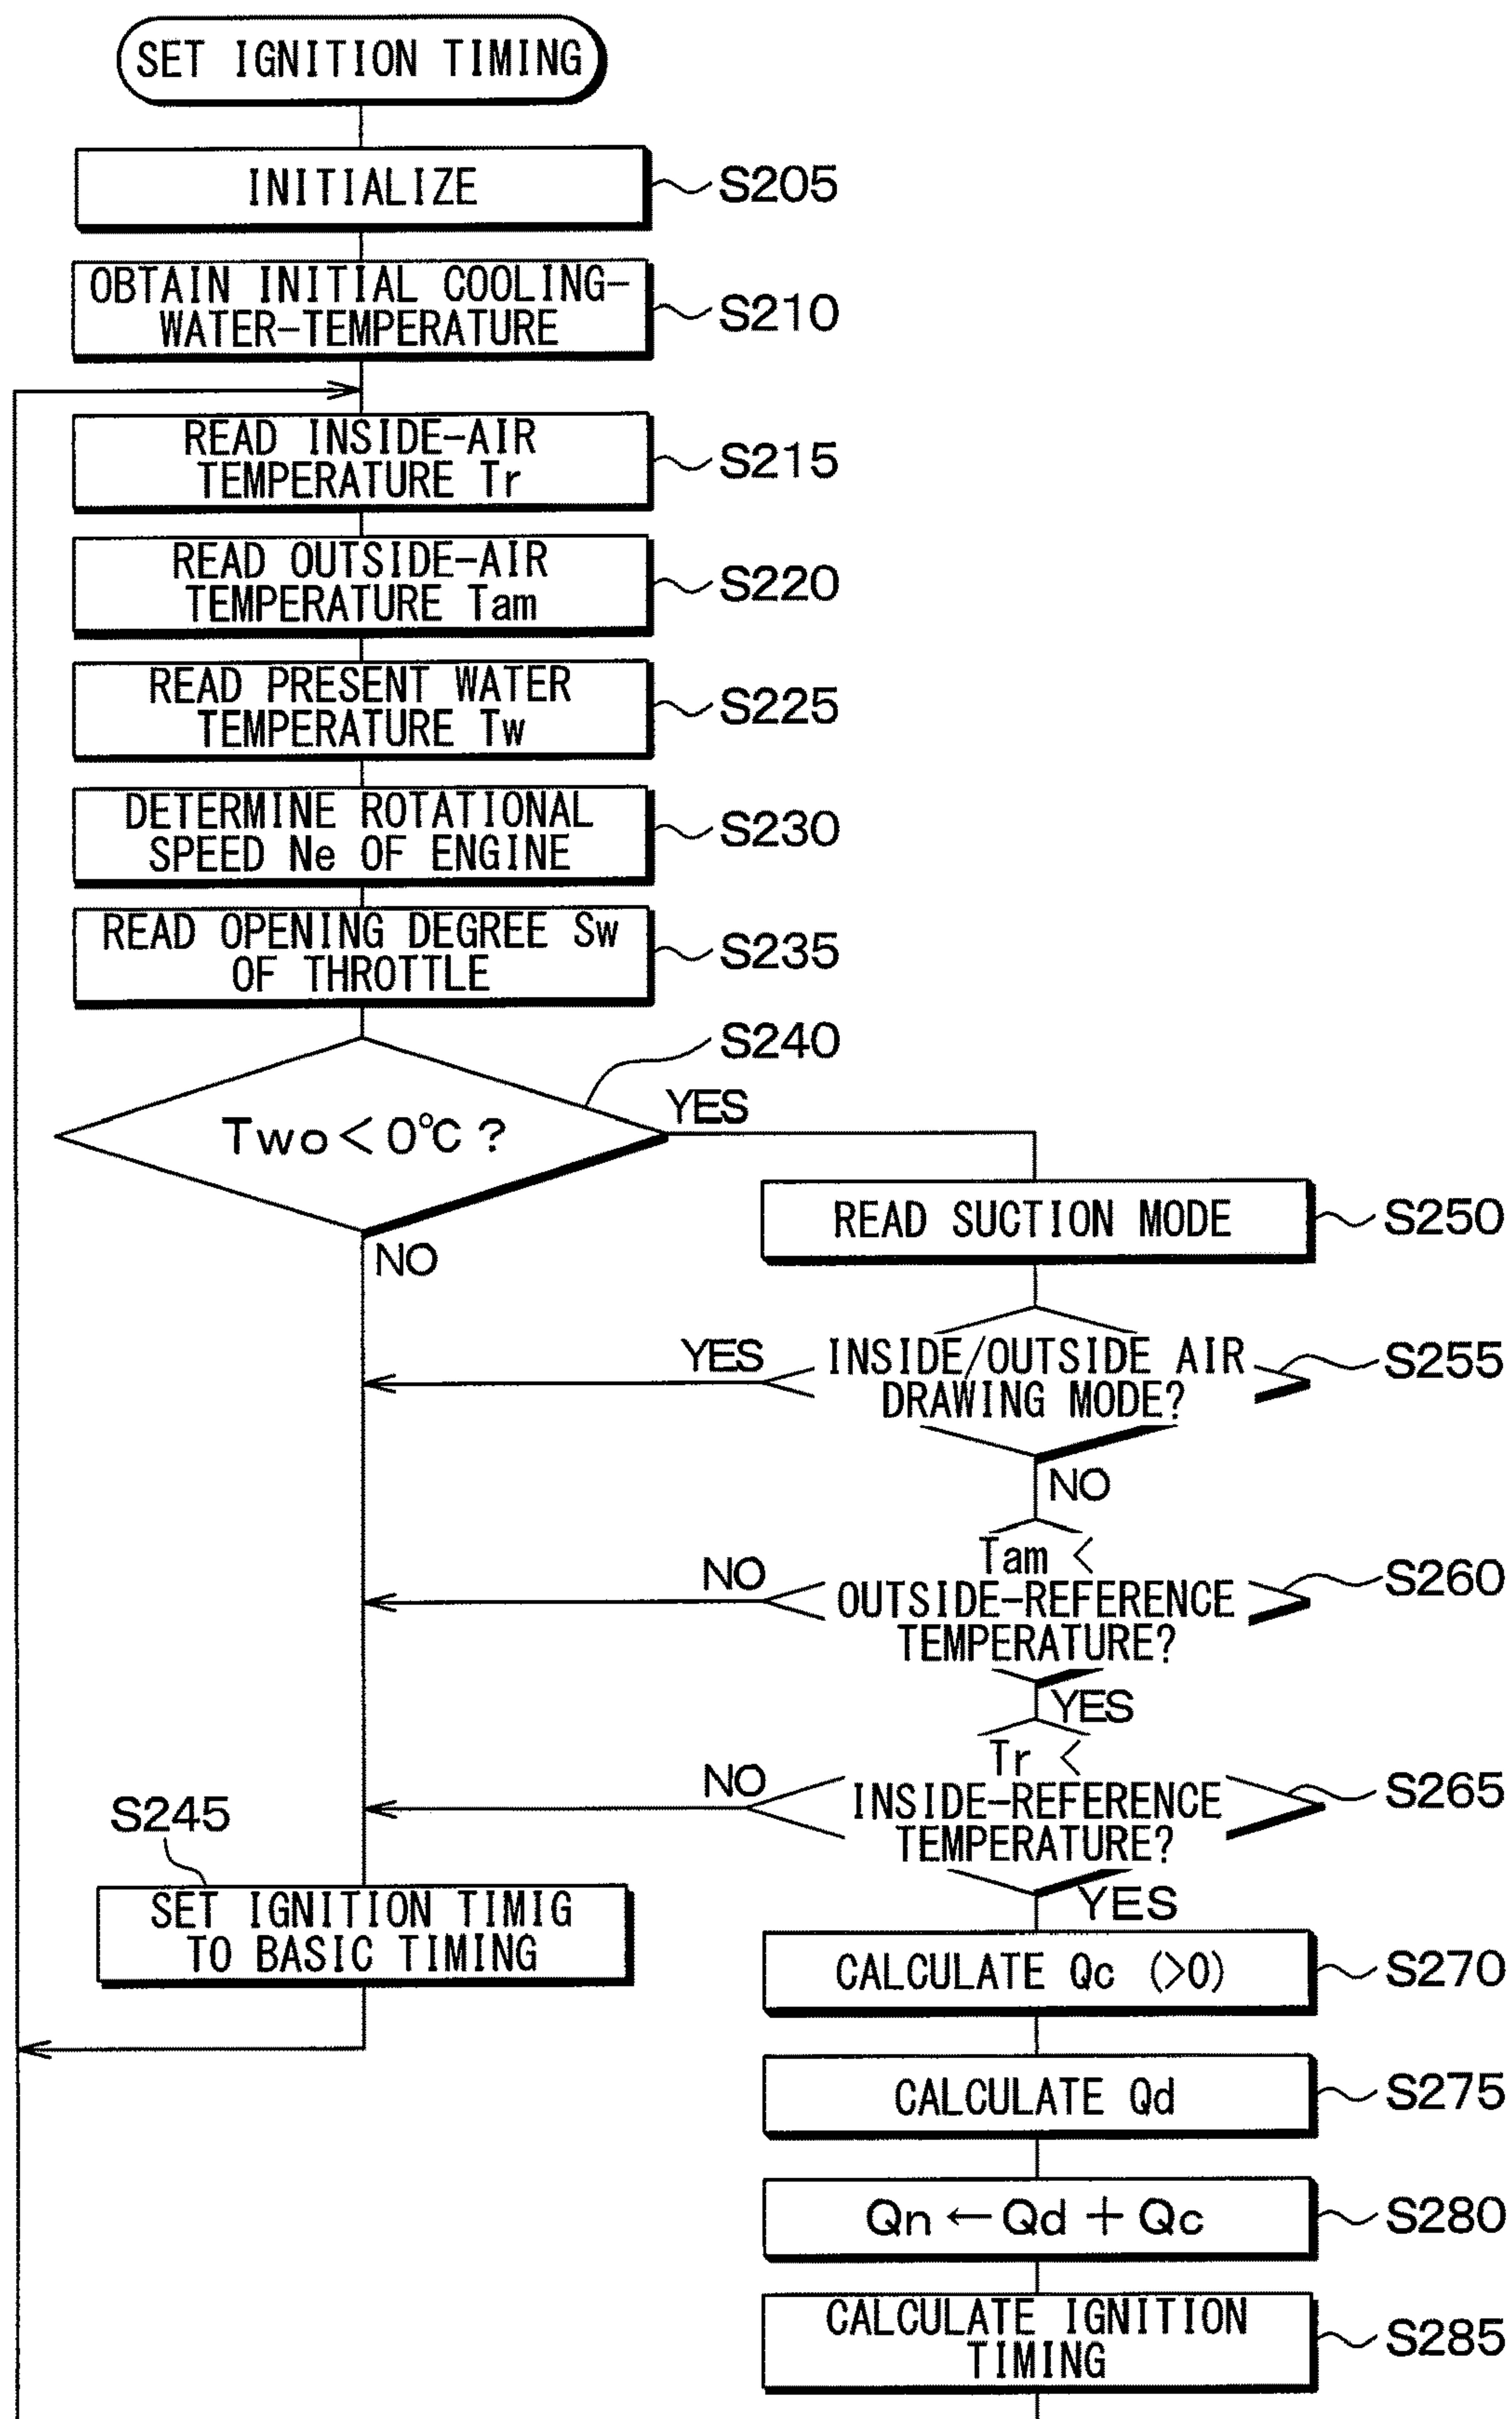 SET IGNITION TIMING
INITIALIZE
S205
OBTAIN INITIAL COOLING-
WATER-TEMPERATURE
S210
READ INSIDE-AIR
TEMPERATURE Tr
S215
READ OUTSIDE-AIR
TEMPERATURE Tam
S220
READ PRESENT WATER
TEMPERATURE Tw
S225
DETERMINE ROTATIONAL
SPEED Ne OF ENGINE
S230
READ OPENING DEGREE Sw
OF THROTTLE
S235
S240
Two < 0℃ ?
YES
NO
READ SUCTION MODE
S250
YES
INSIDE/OUTSIDE AIR
DRAWING MODE?
S255
NO
Tam <
OUTSIDE-REFERENCE
TEMPERATURE?
S260
NO
YES
Tr <
INSIDE-REFERENCE
TEMPERATURE?
S265
NO
YES
S245
SET IGNITION TIMIG
TO BASIC TIMING
CALCULATE Qc (>0)
S270
CALCULATE Qd
S275
Qn ← Qd + Qc
S280
CALCULATE IGNITION
TIMING
S285